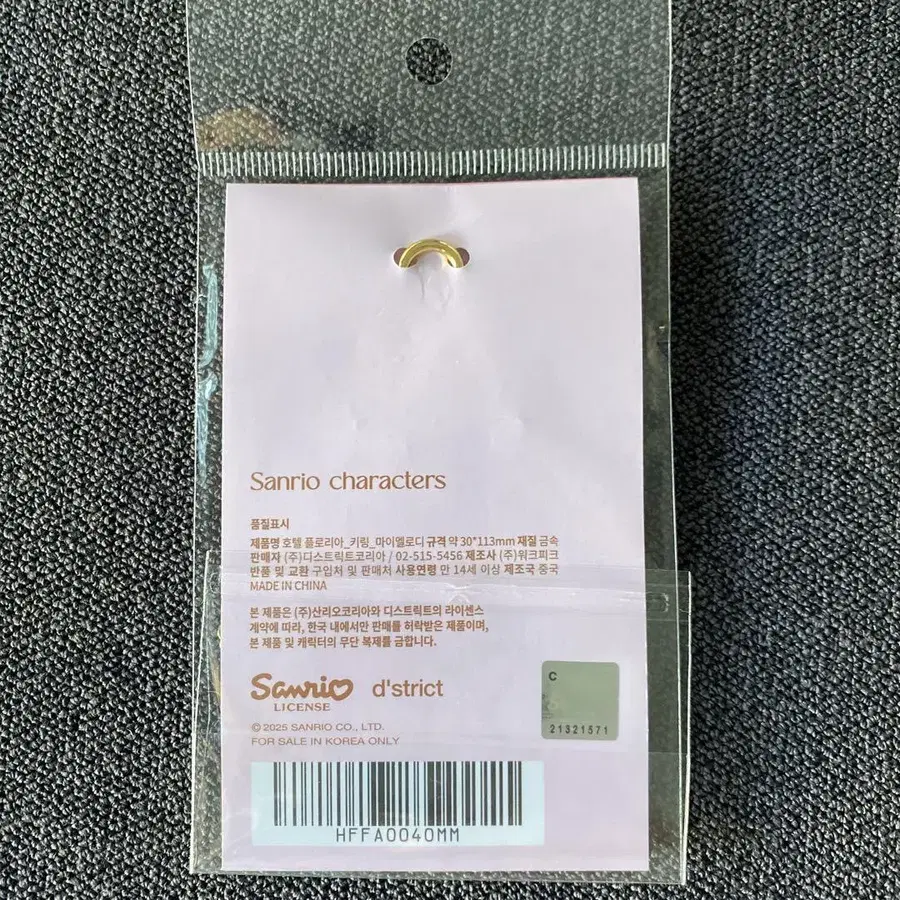 Sanrio characters
품질표시
제품명 호텔 플로리아_키링_마이멜로디 규격 약 30*113mm 재질 금속
판매자 (주)디스트릭트코리아 / 02-515-5456 제조사 (주)워크피크
반품 및 교환 구입처 및 판매처 사용연령 만 14세 이상 제조국 중국
MADE IN CHINA
본 제품은 (주)산리오코리아와 디스트릭트의 라이센스
계약에 따라, 한국 내에서만 판매를 허락받은 제품이며,
본 제품 및 캐릭터의 무단 복제를 금합니다.
Sanrio d'strict
LICENSE
© 2025 SANRIO CO., LTD.
FOR SALE IN KOREA ONLY
C
21321571
HFFA0040MM